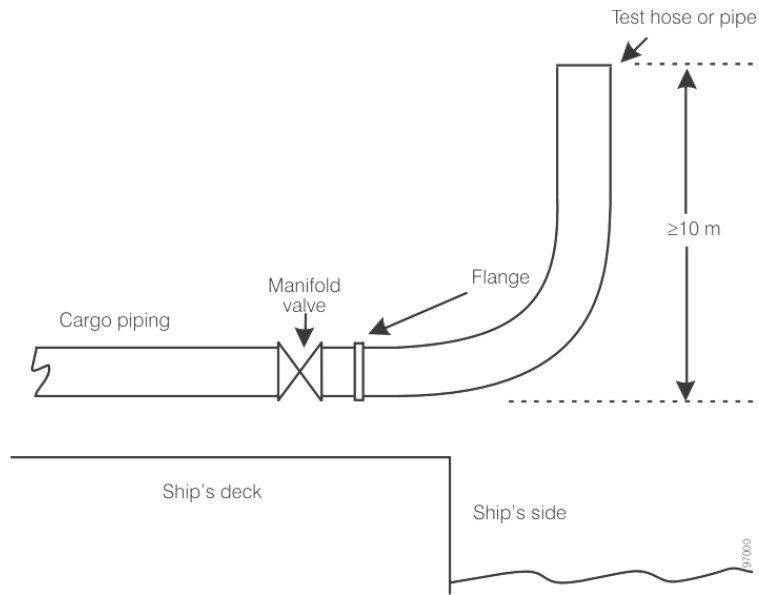 Test hose or pipe
≥10 m
Flange
Manifold
valve
Cargo piping
Ship's deck
Ship's side
97000